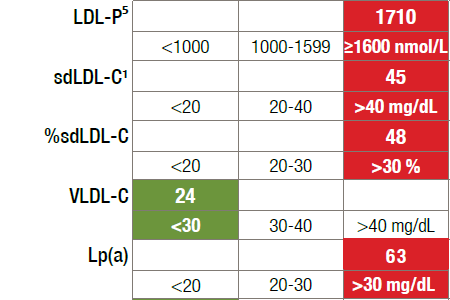 LDL-P⁵ 1710
<1000 1000-1599 ≥1600 nmol/L
sdLDL-C¹ 45
<20 20-40 >40 mg/dL
%sdLDL-C 48
<20 20-30 >30 %
VLDL-C 24
<30 30-40 >40 mg/dL
Lp(a) 63
<20 20-30 >30 mg/dL